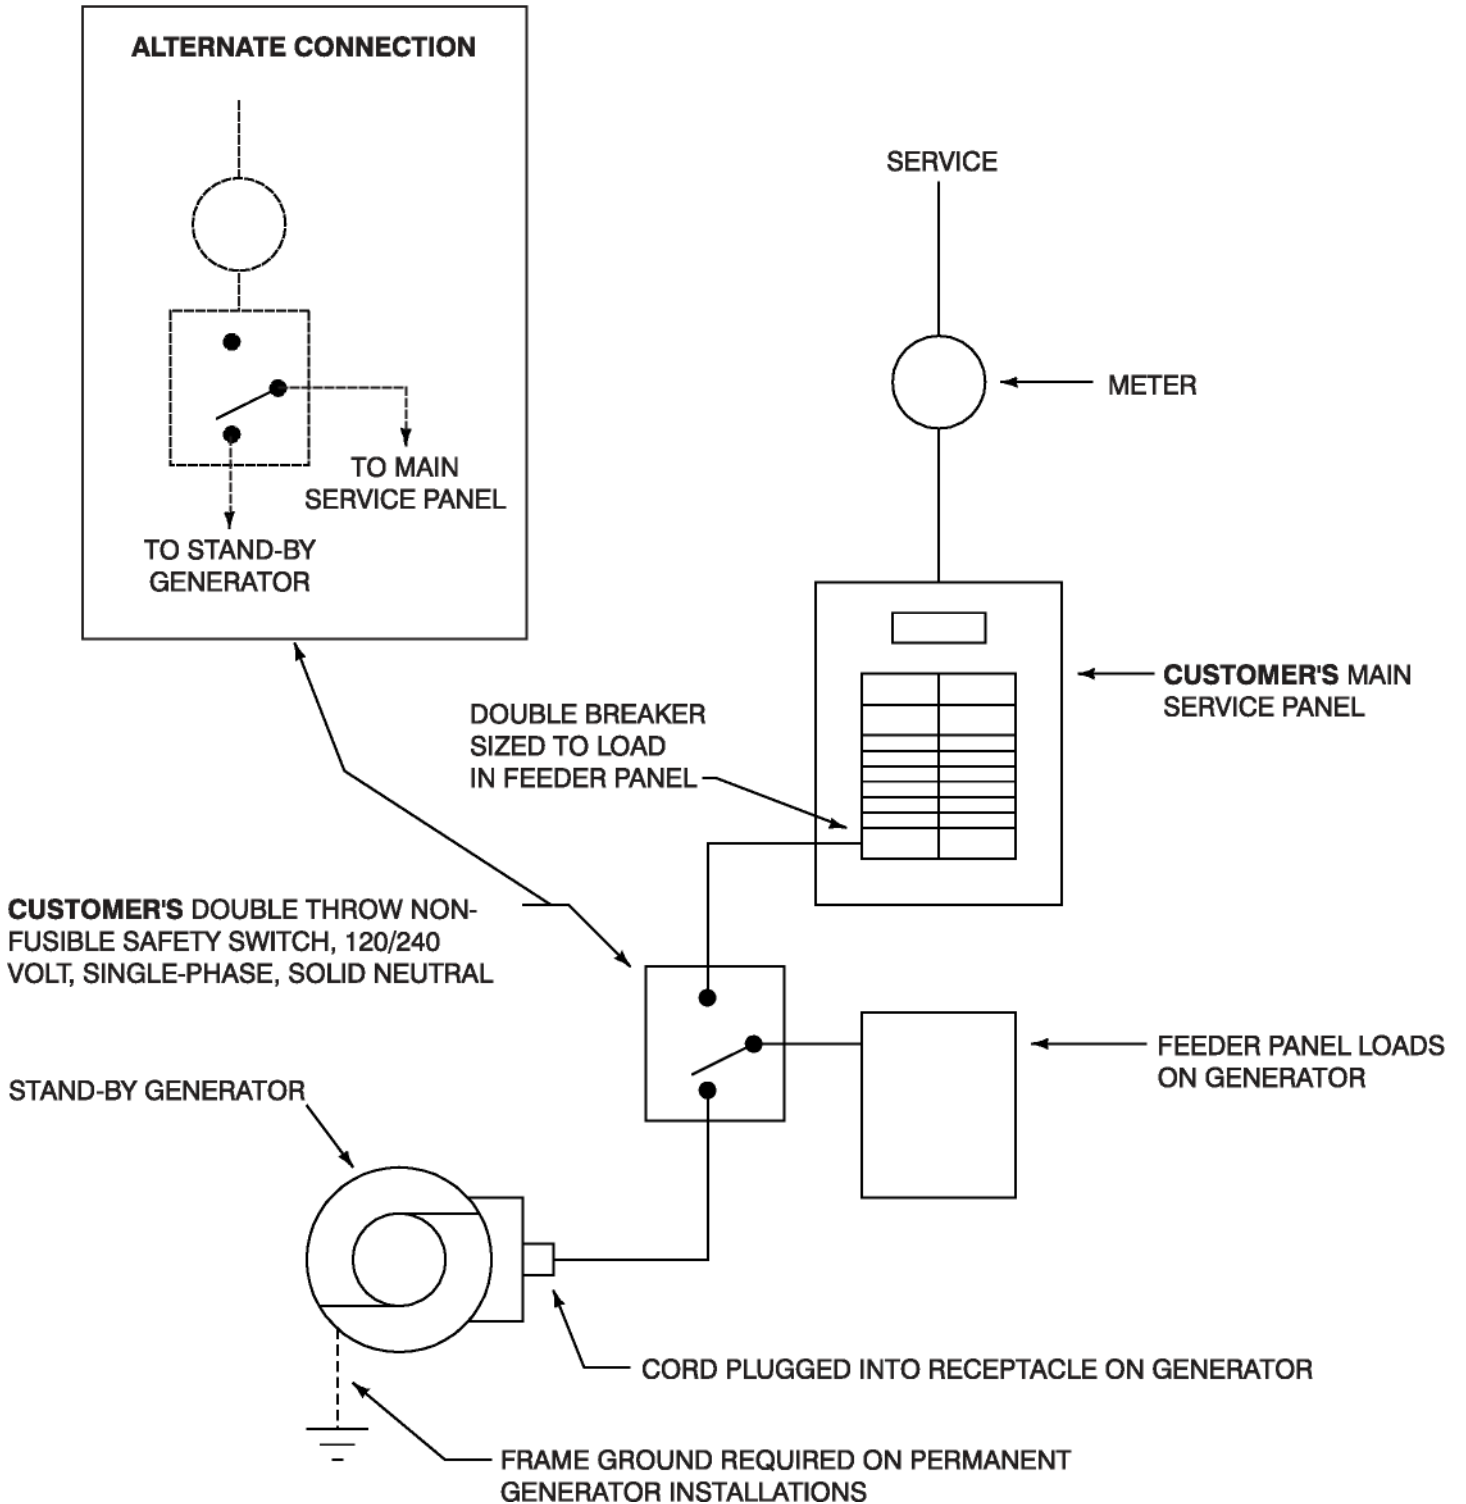 ALTERNATE CONNECTION
TO MAIN
SERVICE PANEL
TO STAND-BY
GENERATOR
SERVICE
METER
CUSTOMER'S MAIN
SERVICE PANEL
DOUBLE BREAKER
SIZED TO LOAD
IN FEEDER PANEL
CUSTOMER'S DOUBLE THROW NON-
FUSIBLE SAFETY SWITCH, 120/240
VOLT, SINGLE-PHASE, SOLID NEUTRAL
FEEDER PANEL LOADS
ON GENERATOR
STAND-BY GENERATOR
CORD PLUGGED INTO RECEPTACLE ON GENERATOR
FRAME GROUND REQUIRED ON PERMANENT
GENERATOR INSTALLATIONS